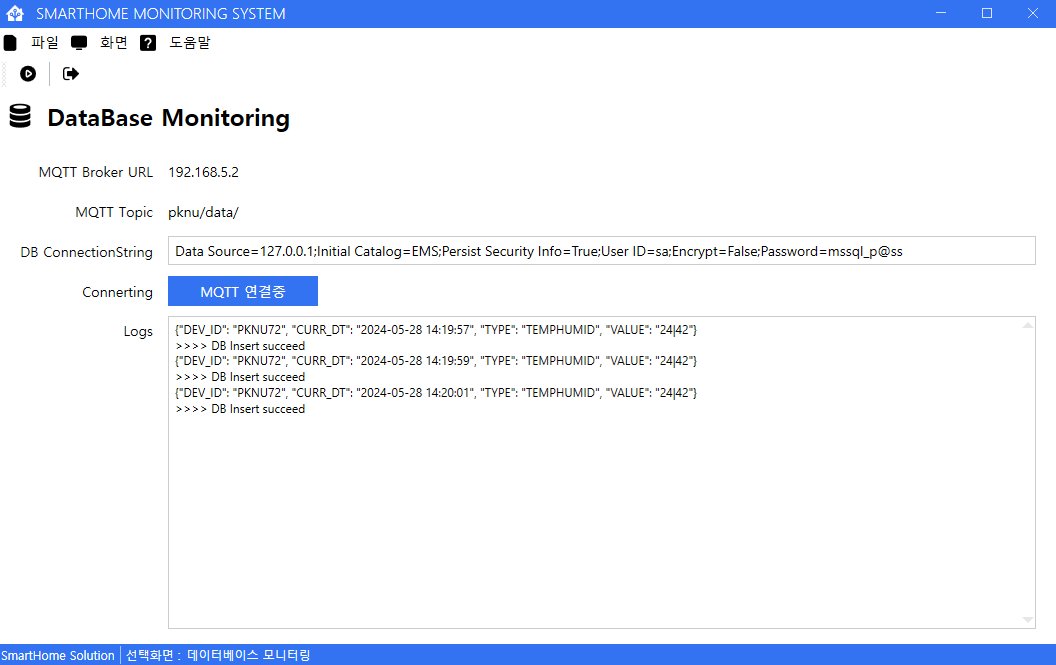 SMARTHOME MONITORING SYSTEM
파일 화면 ? 도움말
DataBase Monitoring
MQTT Broker URL 192.168.5.2
MQTT Topic pknu/data/
DB ConnectionString Data Source=127.0.0.1;Initial Catalog=EMS;Persist Security Info=True;User ID=sa;Encrypt=False;Password=mssql_p@ss
Connerting MQTT 연결중
Logs {"DEV_ID": "PKNU72", "CURR_DT": "2024-05-28 14:19:57", "TYPE": "TEMPHUMID", "VALUE": "24|42"}
>>>> DB Insert succeed
{"DEV_ID": "PKNU72", "CURR_DT": "2024-05-28 14:19:59", "TYPE": "TEMPHUMID", "VALUE": "24|42"}
>>>> DB Insert succeed
{"DEV_ID": "PKNU72", "CURR_DT": "2024-05-28 14:20:01", "TYPE": "TEMPHUMID", "VALUE": "24|42"}
>>>> DB Insert succeed
SmartHome Solution 선택화면 : 데이터베이스 모니터링